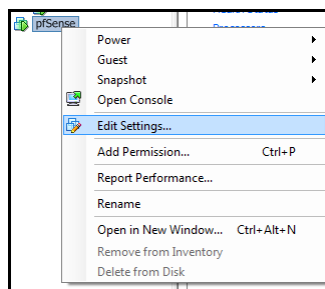 pfSense
Power
Guest
Snapshot
Open Console
Edit Settings...
Add Permission... Ctrl+P
Report Performance...
Rename
Open in New Window... Ctrl+Alt+N
Remove from Inventory
Delete from Disk